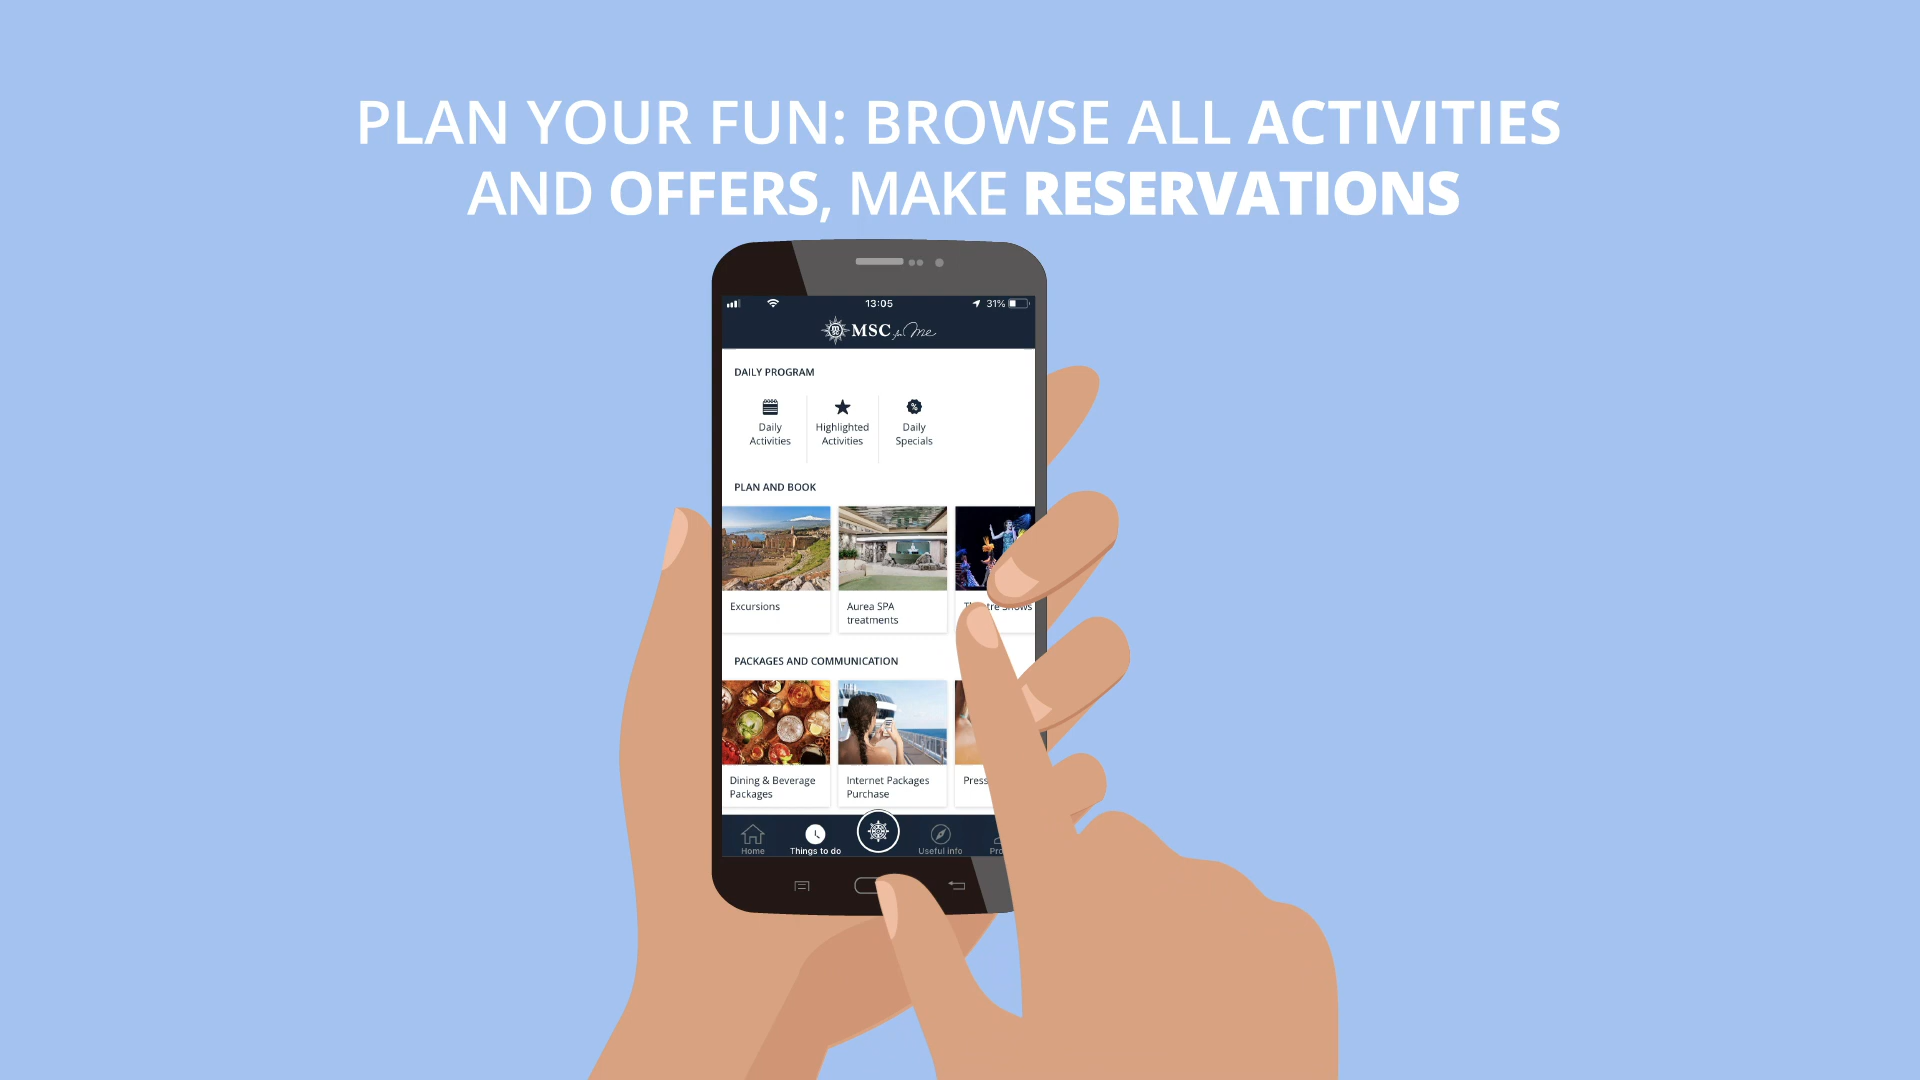 PLAN YOUR FUN: BROWSE ALL ACTIVITIES
AND OFFERS, MAKE RESERVATIONS
13:05
31%
MSC for Me
DAILY PROGRAM
Daily
Activities
Highlighted
Activities
Daily
Specials
PLAN AND BOOK
Excursions
Aurea SPA
treatments
Shows
PACKAGES AND COMMUNICATION
Dining & Beverage
Packages
Internet Packages
Purchase
Press
Home
Things to do
Useful info